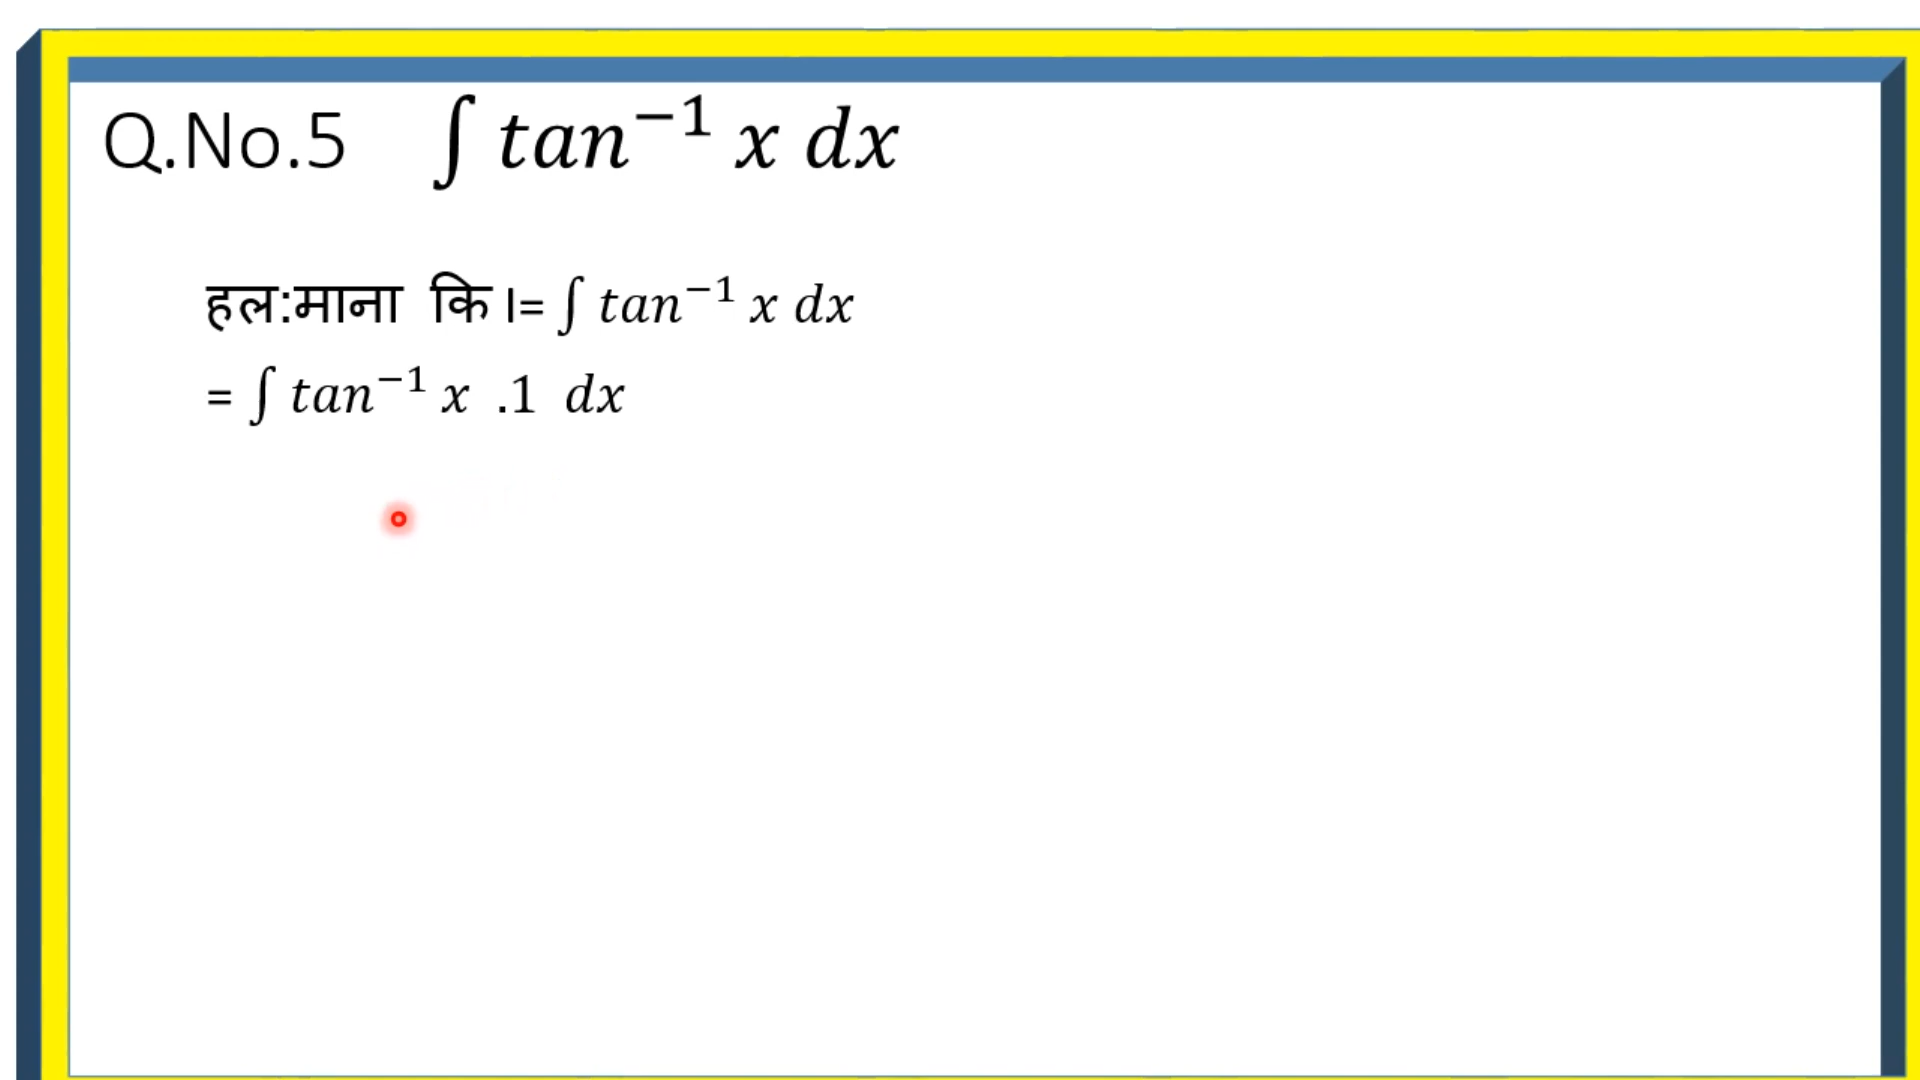 Q.No.5 ∫ tan⁻¹ x dx
हल:माना कि I= ∫ tan⁻¹ x dx
= ∫ tan⁻¹ x .1 dx